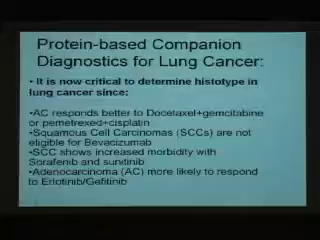 Protein-based Companion
Diagnostics for Lung Cancer:
• It is now critical to determine histotype in
lung cancer since:
•AC responds better to Docetaxel+gemcitabine
or pemetrexed+cisplatin
•Squamous Cell Carcinomas (SCCs) are not
eligible for Bevacizumab
•SCC shows increased morbidity with
Sorafenib and sunitinib
•Adenocarcinoma (AC) more likely to respond
to Erlotinib/Gefitinib